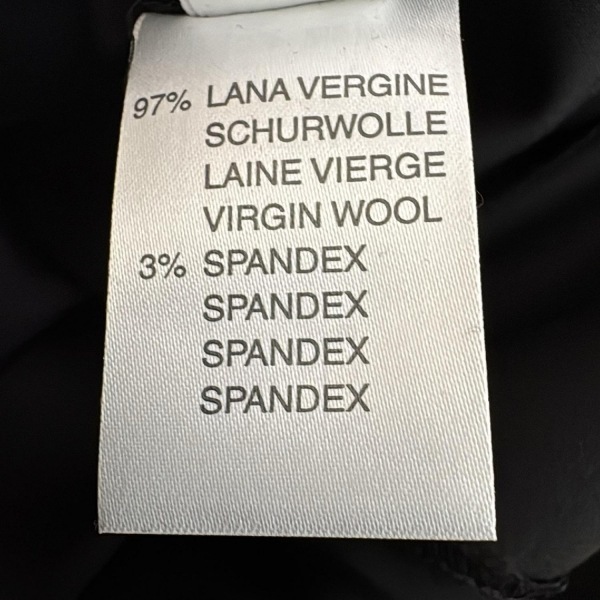 97% LANA VERGINE
SCHURWOLLE
LAINE VIERGE
VIRGIN WOOL
3% SPANDEX
SPANDEX
SPANDEX
SPANDEX